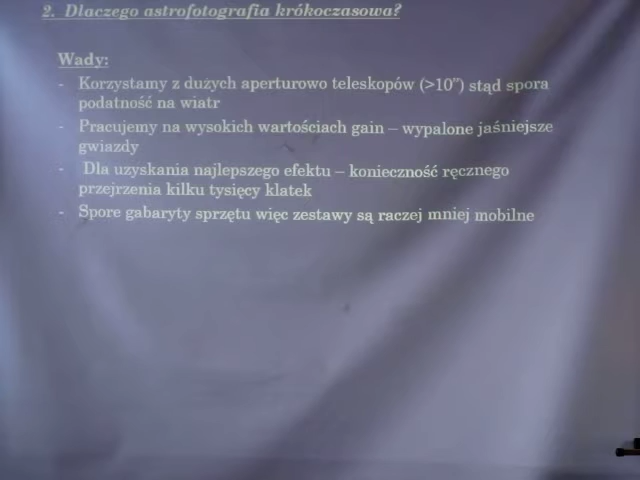 2. Dlaczego astrofotografia krókoczasowa?
Wady:
- Korzystamy z dużych aperturowo teleskopów (>10") stąd spora
podatność na wiatr
- Pracujemy na wysokich wartościach gain – wypalone jaśniejsze
gwiazdy
- Dla uzyskania najlepszego efektu – konieczność ręcznego
przejrzenia kilku tysięcy klatek
- Spore gabaryty sprzętu więc zestawy są raczej mniej mobilne